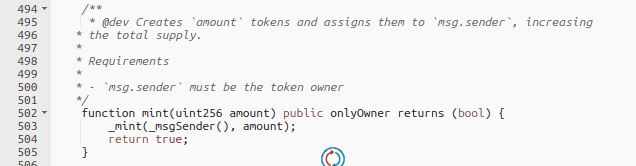 494 /**
495 * @dev Creates `amount` tokens and assigns them to `msg.sender`, increasing
496 * the total supply.
497 *
498 * Requirements
499 *
500 * - `msg.sender` must be the token owner
501 */
502 function mint(uint256 amount) public onlyOwner returns (bool) {
503 _mint(_msgSender(), amount);
504 return true;
505 }
506